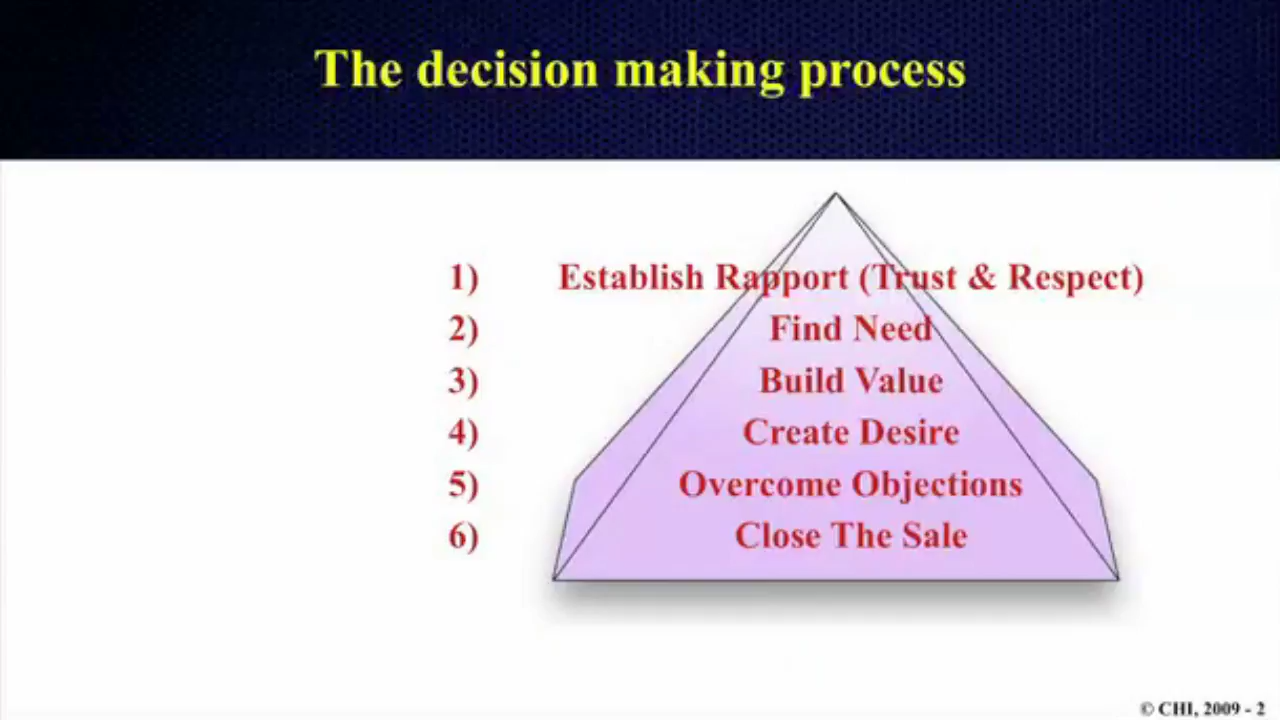 The decision making process
1) Establish Rapport (Trust & Respect)
2) Find Need
3) Build Value
4) Create Desire
5) Overcome Objections
6) Close The Sale
© CHI, 2009 - 2